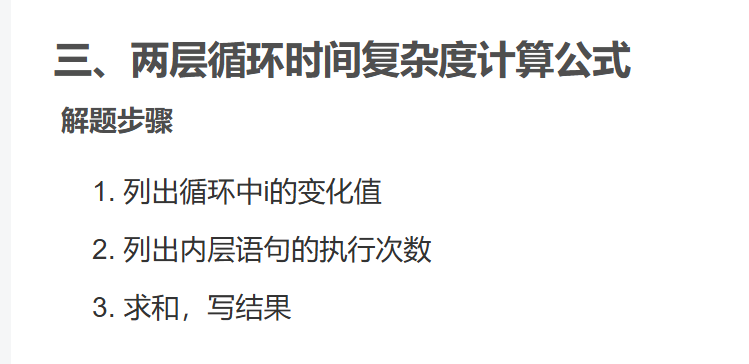 三、两层循环时间复杂度计算公式
解题步骤
1. 列出循环中i的变化值
2. 列出内层语句的执行次数
3. 求和，写结果